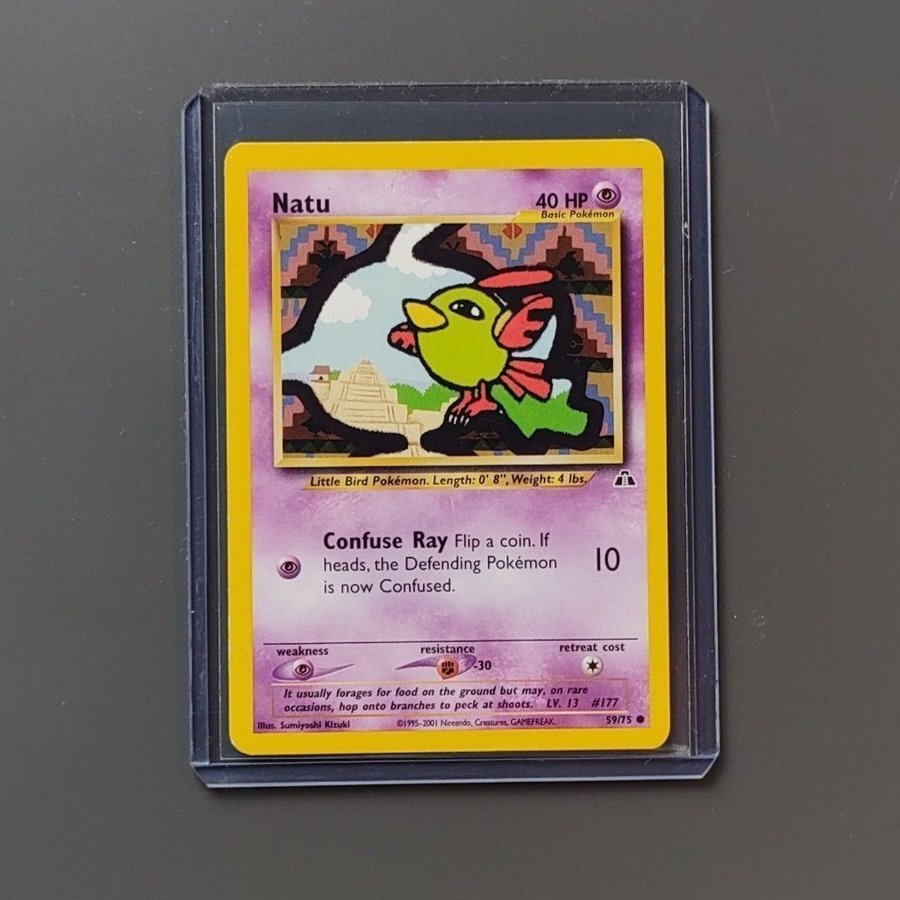 Natu
40 HP
Basic Pokémon
Little Bird Pokémon. Length: 0' 8", Weight: 4 lbs.
Confuse Ray Flip a coin. If
heads, the Defending Pokémon
is now Confused.
10
weakness
resistance
retreat cost
-30
It usually forages for food on the ground but may, on rare
occasions, hop onto branches to peck at shoots. LV. 13 #177
Illus. Sumiyoshi Kizuki
©1995-2001 Nintendo, Creatures, GAMEFREAK.
59/75